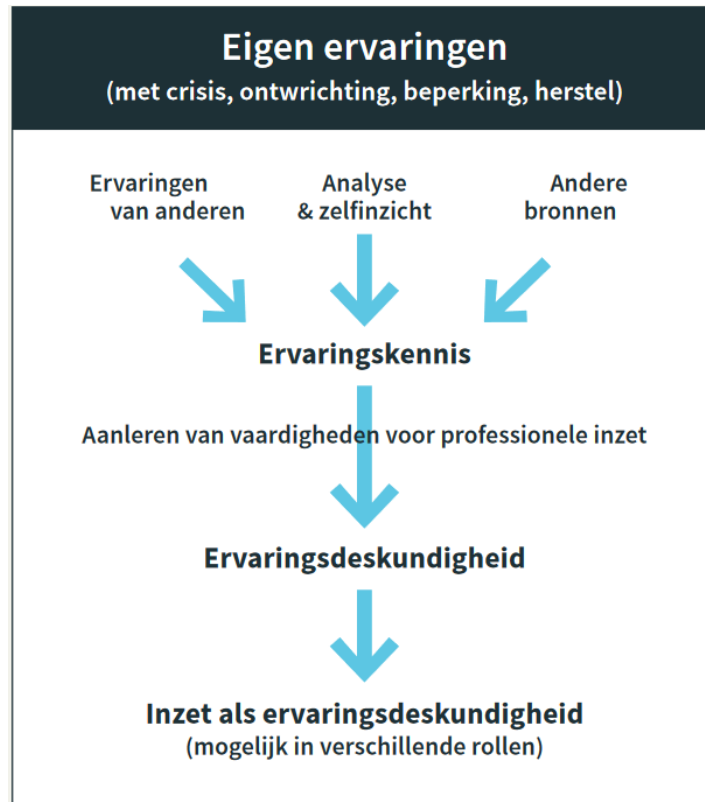 Eigen ervaringen
(met crisis, ontwrichting, beperking, herstel)
Ervaringen
van anderen
Analyse
& zelfinzicht
Andere
bronnen
Ervaringskennis
Aanleren van vaardigheden voor professionele inzet
Ervaringsdeskundigheid
Inzet als ervaringsdeskundigheid
(mogelijk in verschillende rollen)